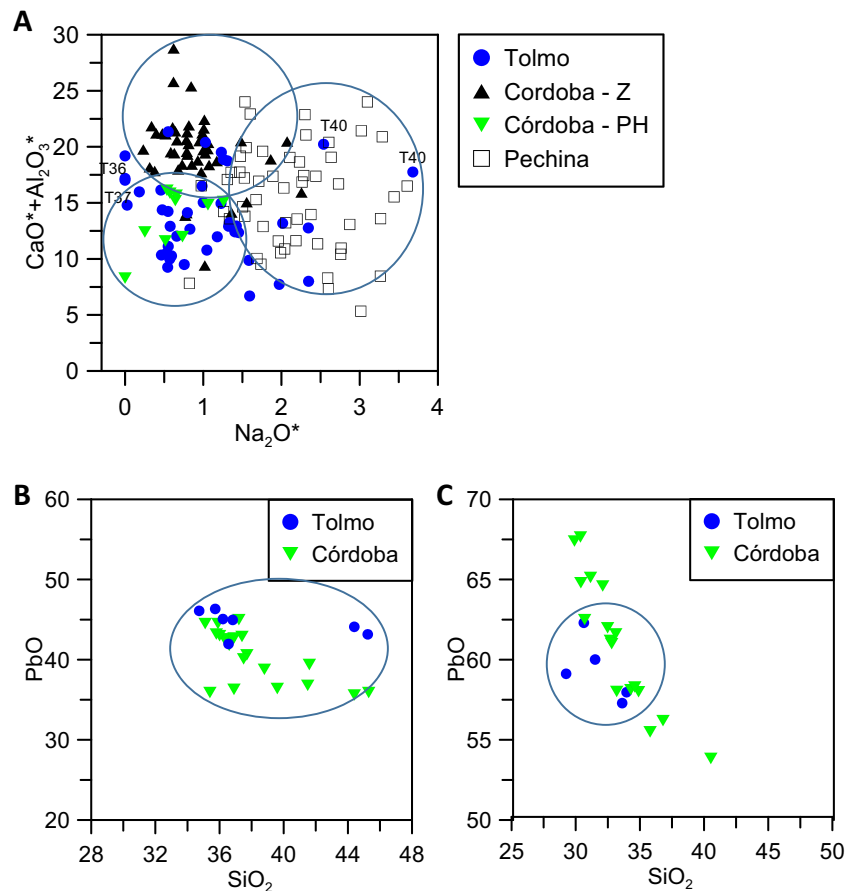 A
30
25
20
15
10
5
0
CaO*+Al₂O₃*
T40
T40
T36
T37
0 1 2 3 4
Na₂O*
Tolmo
Cordoba - Z
Córdoba - PH
Pechina
B
60
50
40
30
20
PbO
Tolmo
Córdoba
28 32 36 40 44 48
SiO₂
C
70
65
60
55
50
PbO
Tolmo
Córdoba
25 30 35 40 45 50
SiO₂